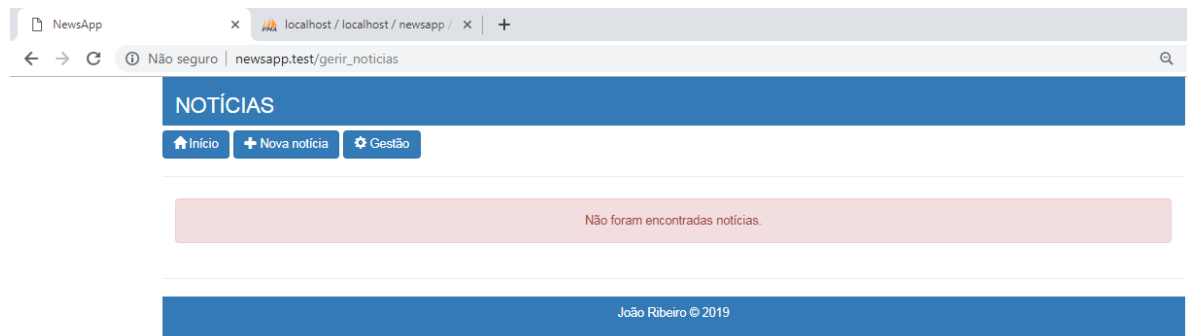 NewsApp
localhost / localhost / newsapp /
Não seguro | newsapp.test/gerir_noticias
NOTÍCIAS
Início
Nova notícia
Gestão
Não foram encontradas notícias.
João Ribeiro © 2019